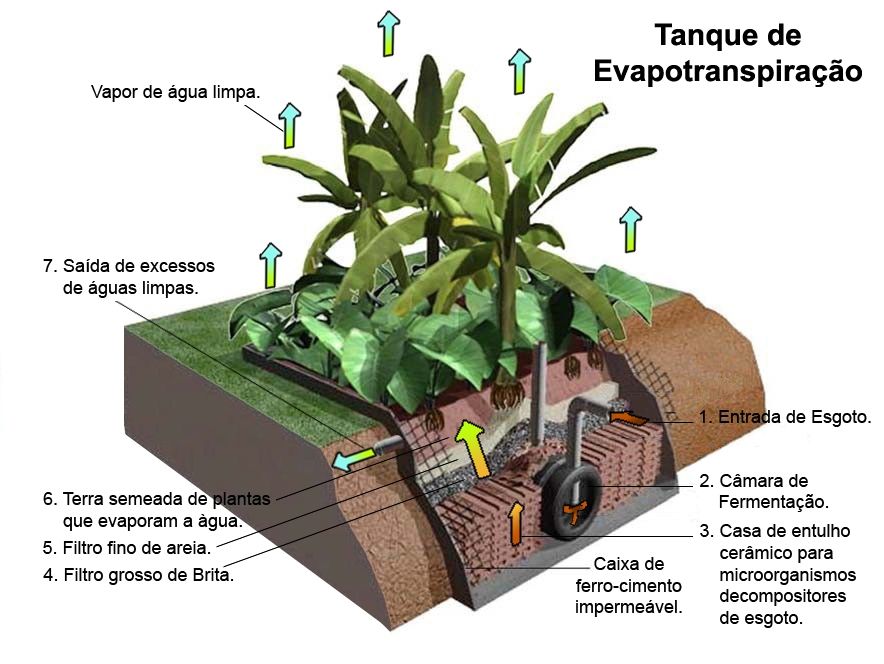 Tanque de
Evapotranspiração
Vapor de água limpa.
7. Saída de excessos
de águas limpas.
1. Entrada de Esgoto.
2. Câmara de
Fermentação.
3. Casa de entulho
cerâmico para
microorganismos
decompositores
de esgoto.
6. Terra semeada de plantas
que evaporam a àgua.
5. Filtro fino de areia.
4. Filtro grosso de Brita.
Caixa de
ferro-cimento
impermeável.